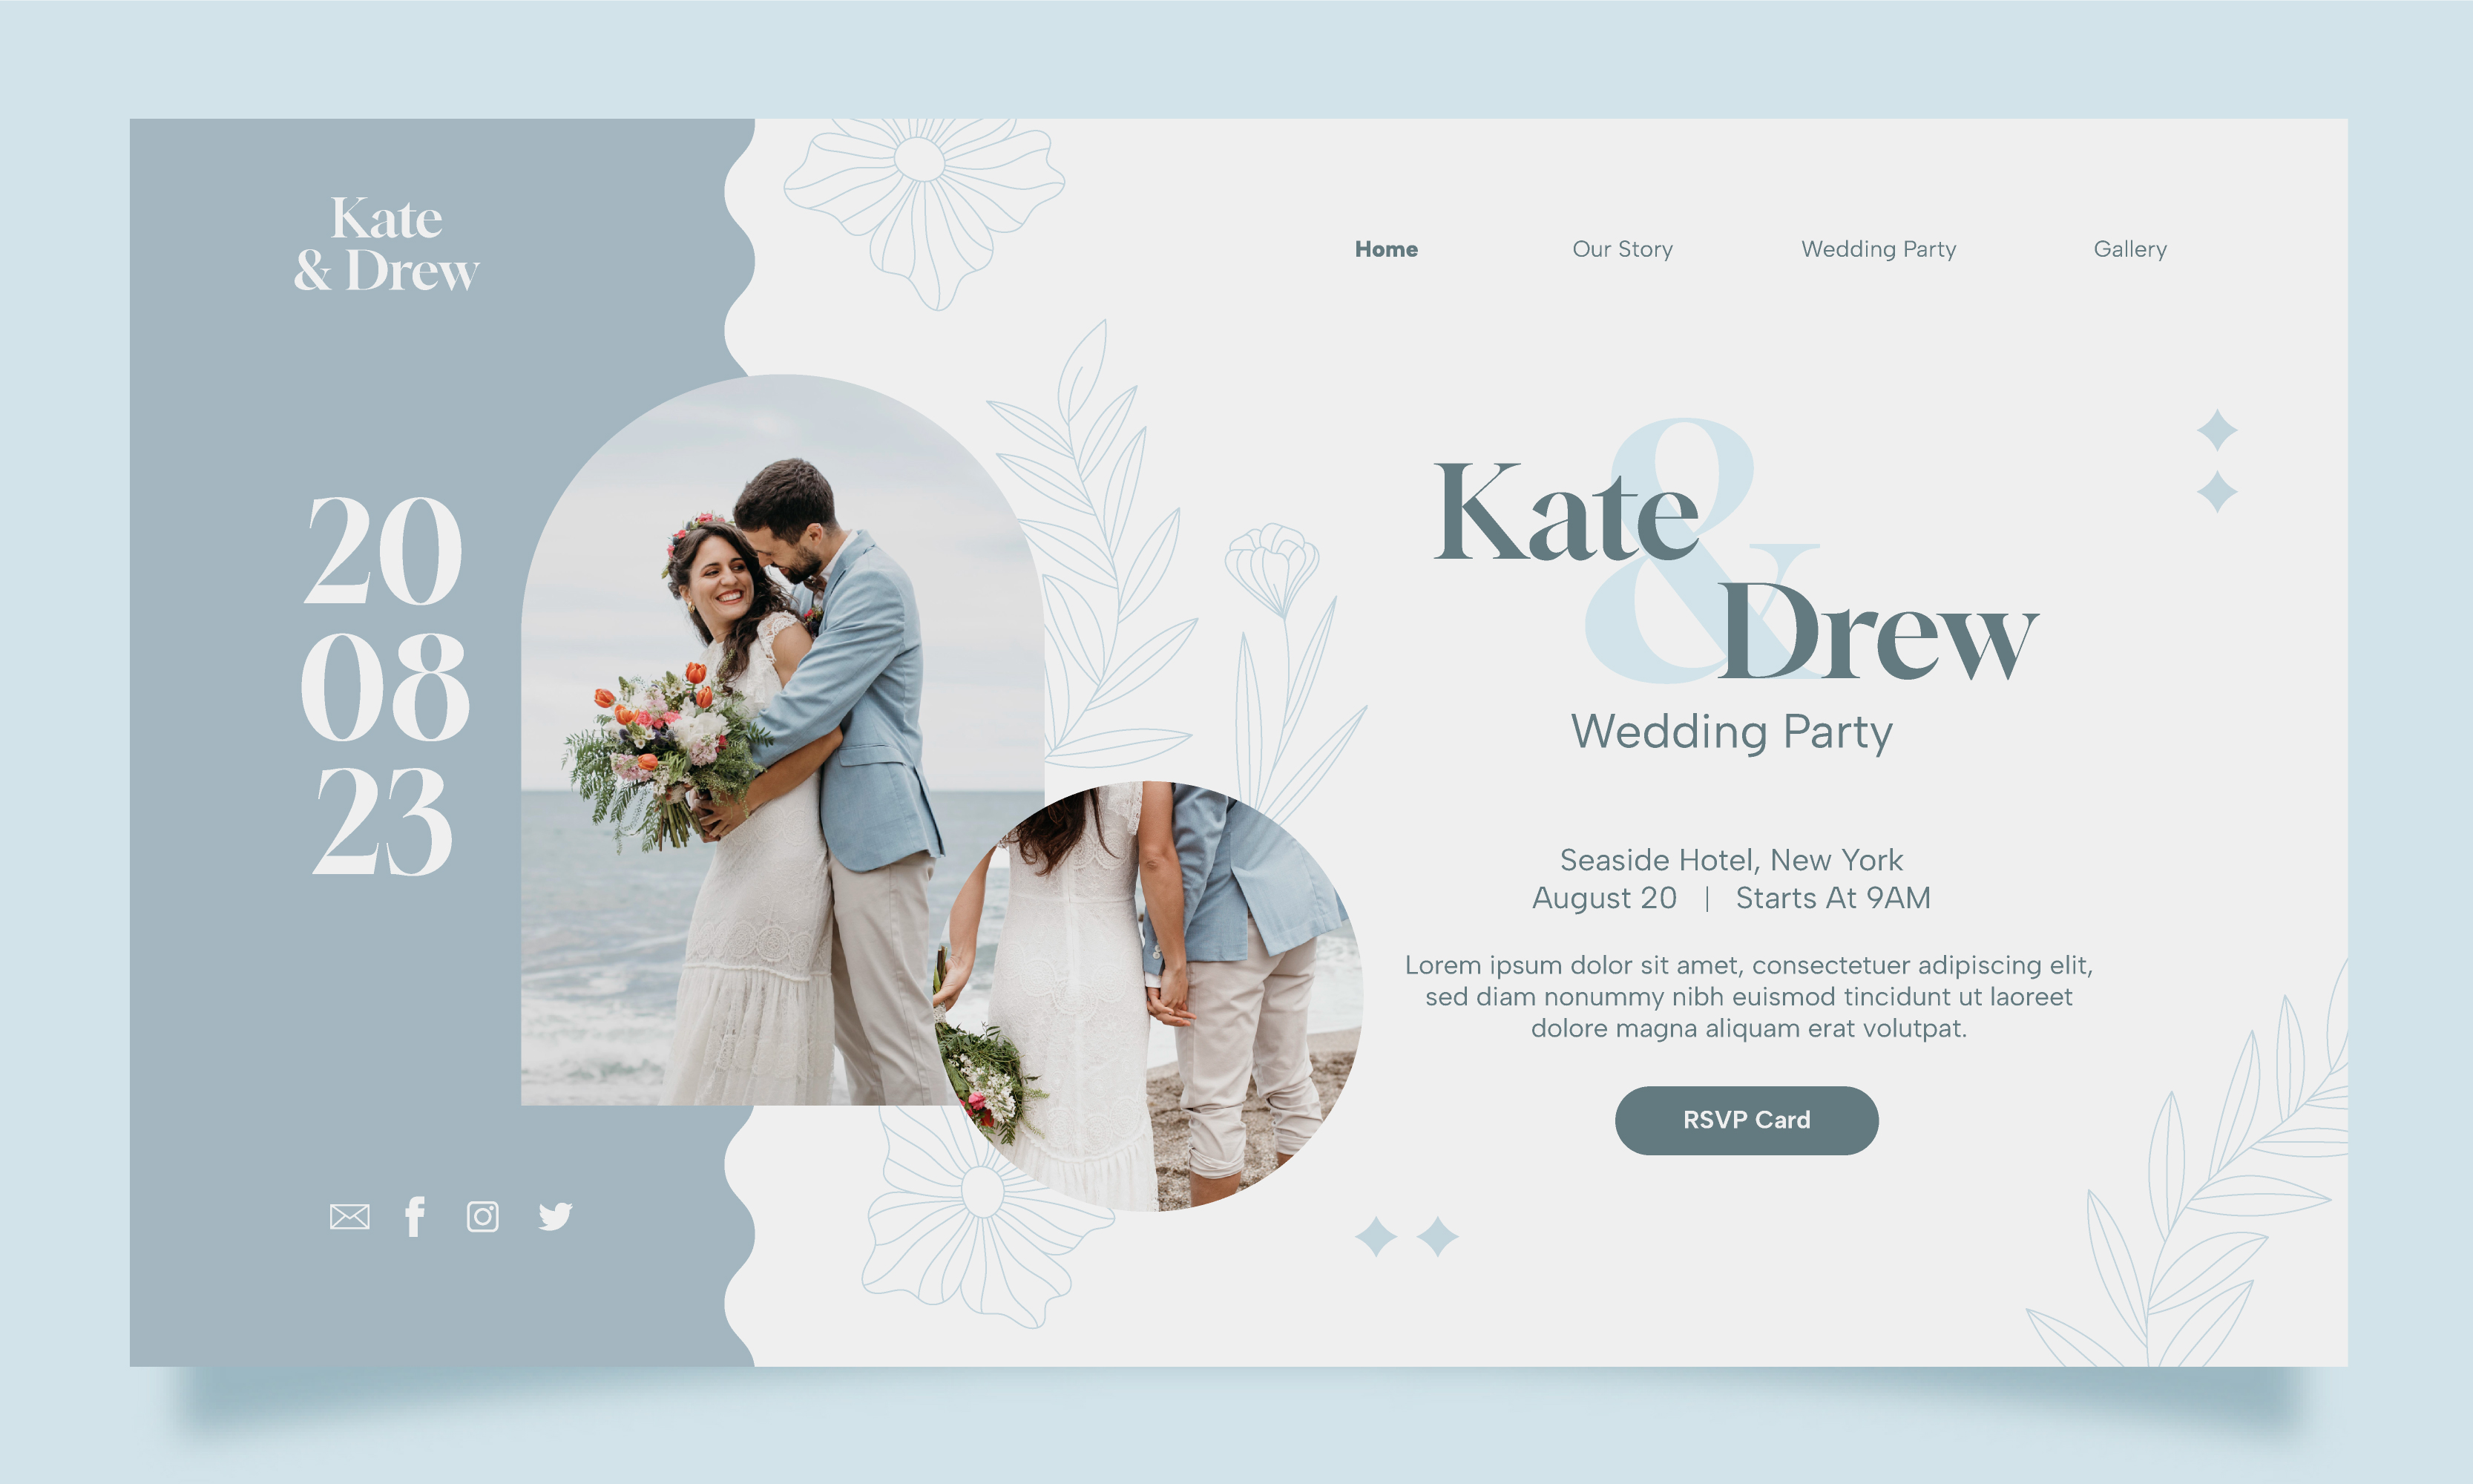 Kate
& Drew
20
08
23
Home
Our Story
Wedding Party
Gallery
Kate
&
Drew
Wedding Party
Seaside Hotel, New York
August 20 | Starts At 9AM
Lorem ipsum dolor sit amet, consectetuer adipiscing elit,
sed diam nonummy nibh euismod tincidunt ut laoreet
dolore magna aliquam erat volutpat.
RSVP Card